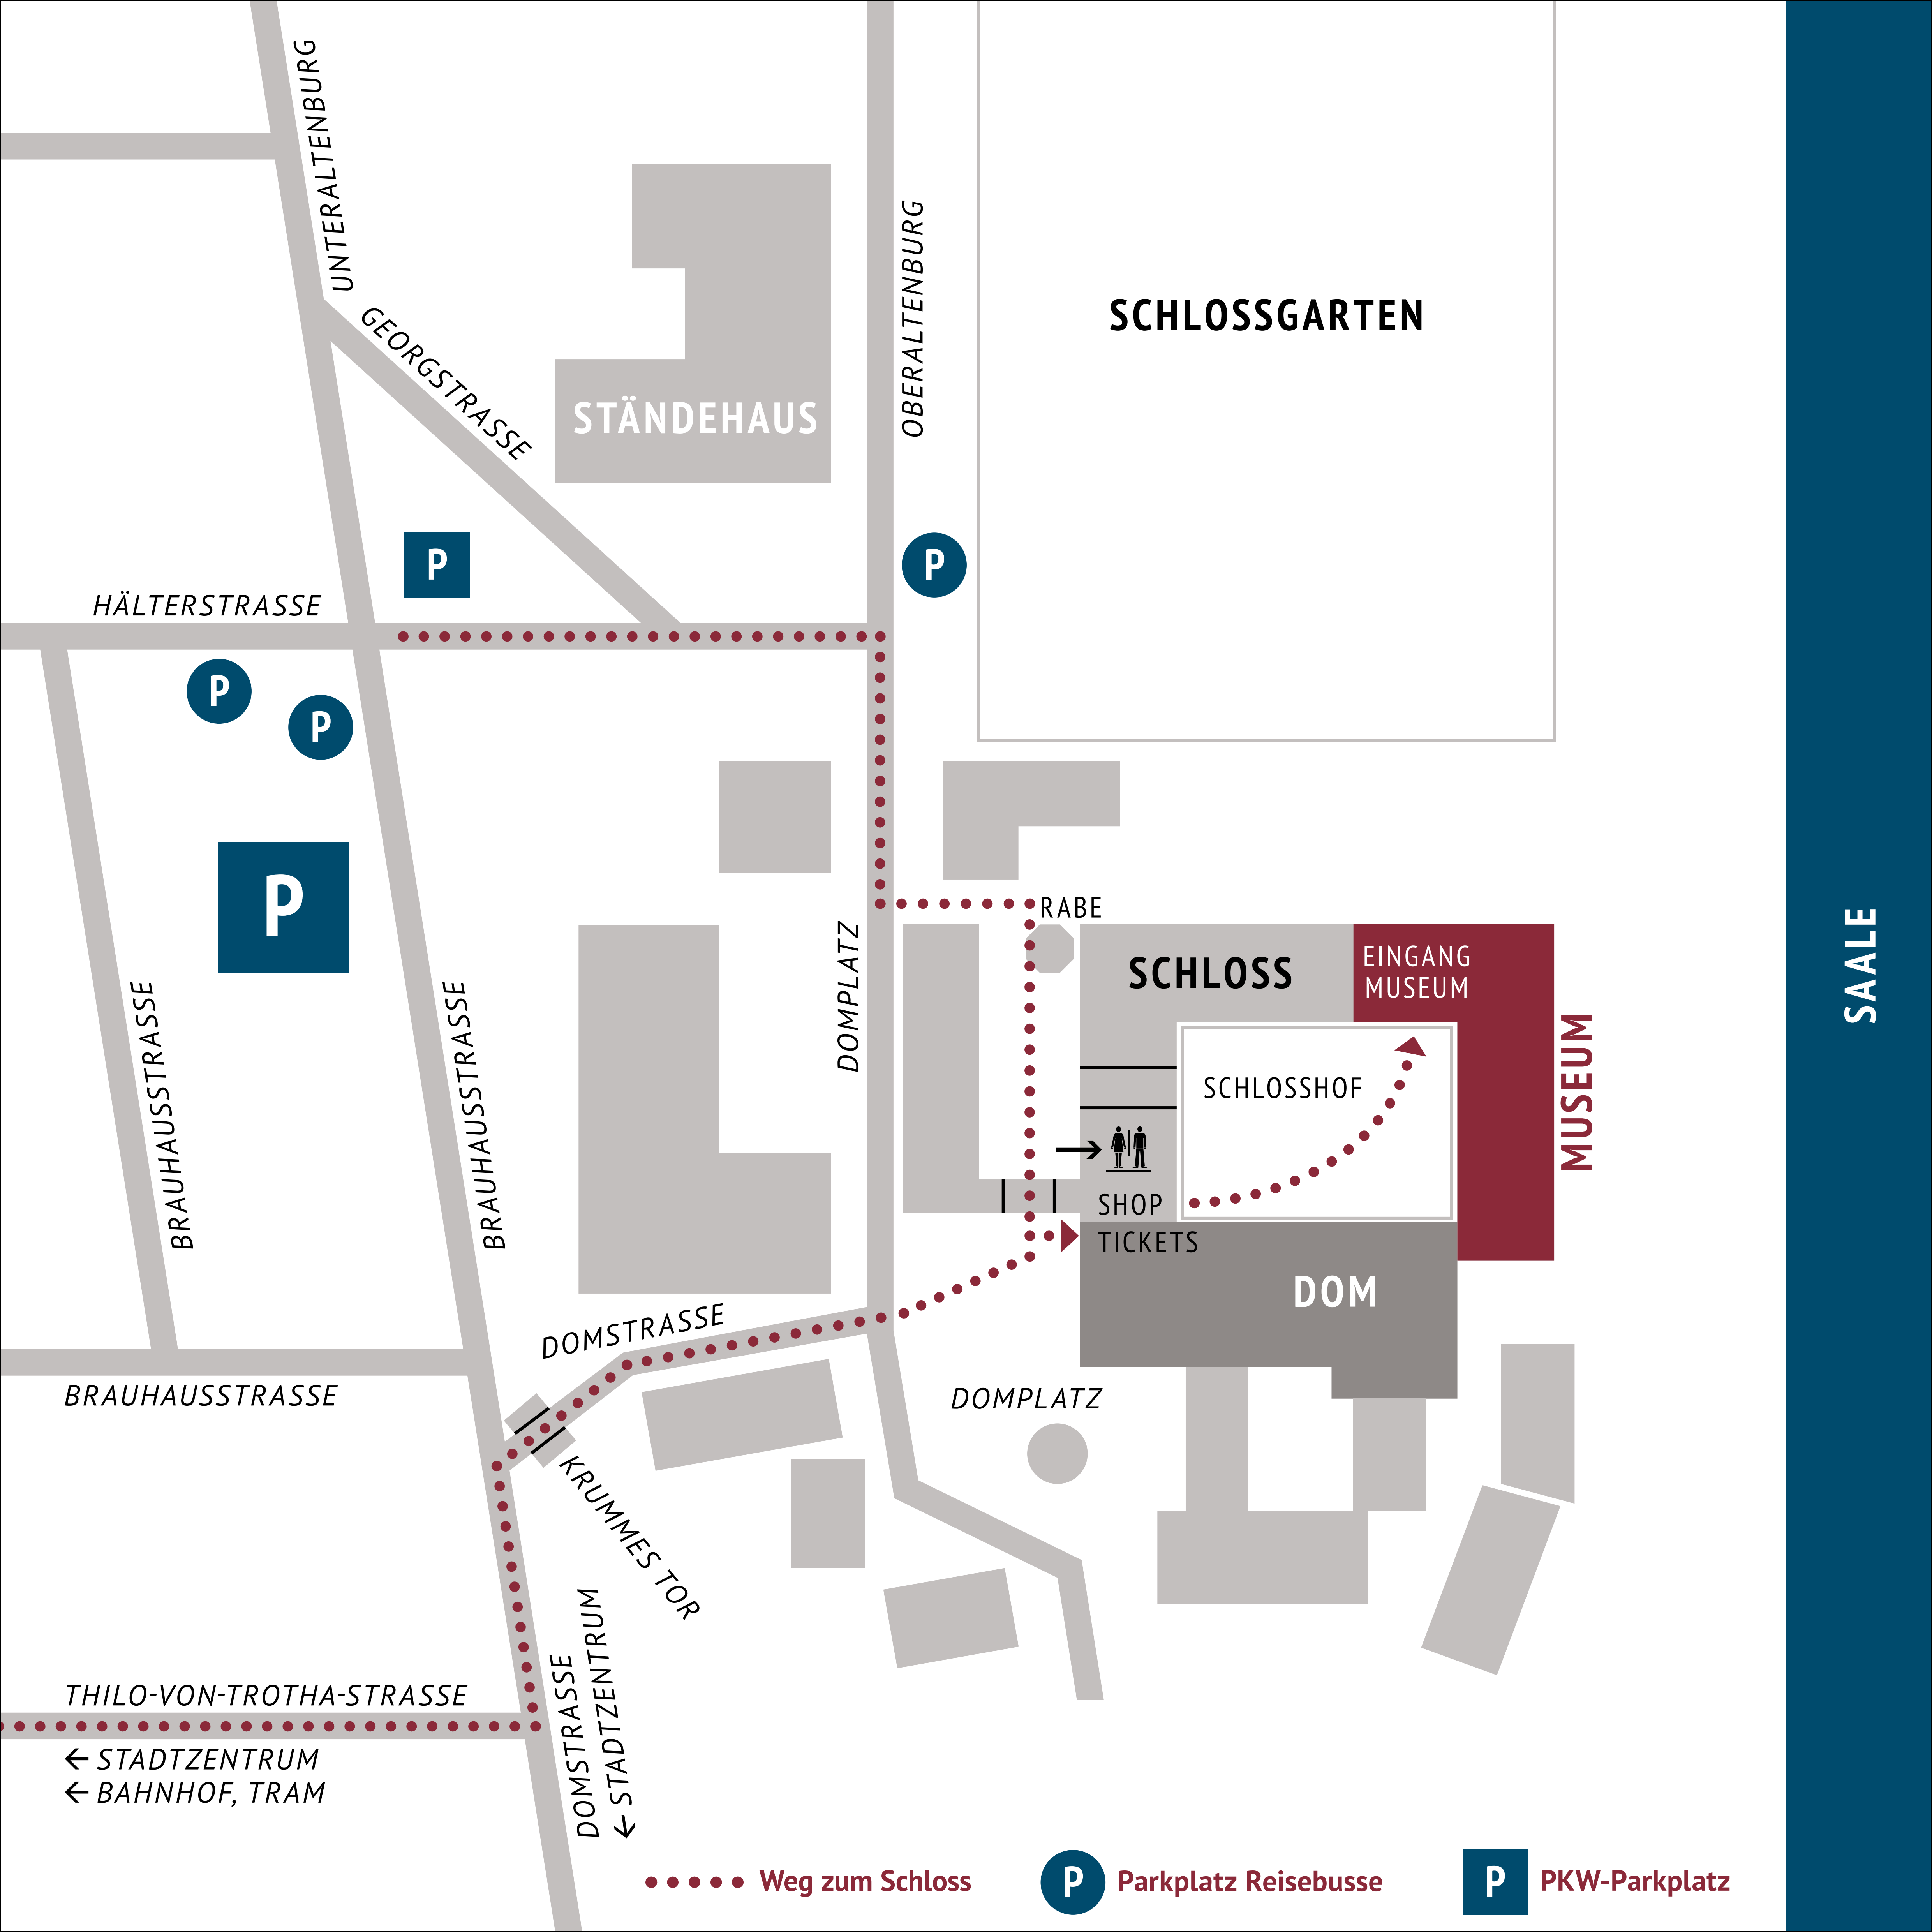 UNTERALTENBURG
GEORGSTRASSE
STÄNDEHAUS
OBERALTENBURG
SCHLOSSGARTEN
P
P
HÄLTERSTRASSE
P
P
P
RABE
SCHLOSS
EINGANG
MUSEUM
SAALE
DOMPLATZ
BRAUHAUSSTRASSE
BRAUHAUSSTRASSE
SCHLOSSHOF
MUSEUM
SHOP
TICKETS
DOM
DOMSTRASSE
BRAUHAUSSTRASSE
DOMPLATZ
KRUMMES TOR
THILO-VON-TROTHA-STRASSE
← STADTZENTRUM
← BAHNHOF, TRAM
DOMSTRASSE
← STADTZENTRUM
Weg zum Schloss
P Parkplatz Reisebusse
P PKW-Parkplatz